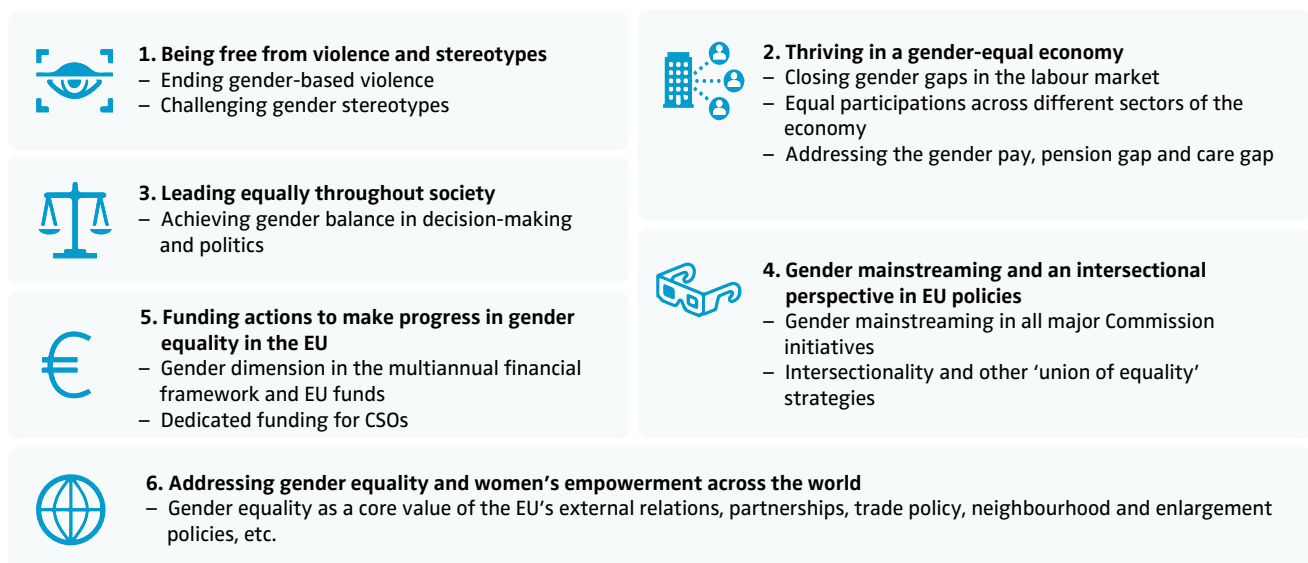 1. Being free from violence and stereotypes
– Ending gender-based violence
– Challenging gender stereotypes
2. Thriving in a gender-equal economy
– Closing gender gaps in the labour market
– Equal participations across different sectors of the
economy
– Addressing the gender pay, pension gap and care gap
3. Leading equally throughout society
– Achieving gender balance in decision-making
and politics
4. Gender mainstreaming and an intersectional
perspective in EU policies
– Gender mainstreaming in all major Commission
initiatives
– Intersectionality and other ‘union of equality’
strategies
5. Funding actions to make progress in gender
equality in the EU
– Gender dimension in the multiannual financial
framework and EU funds
– Dedicated funding for CSOs
6. Addressing gender equality and women’s empowerment across the world
– Gender equality as a core value of the EU’s external relations, partnerships, trade policy, neighbourhood and enlargement
policies, etc.